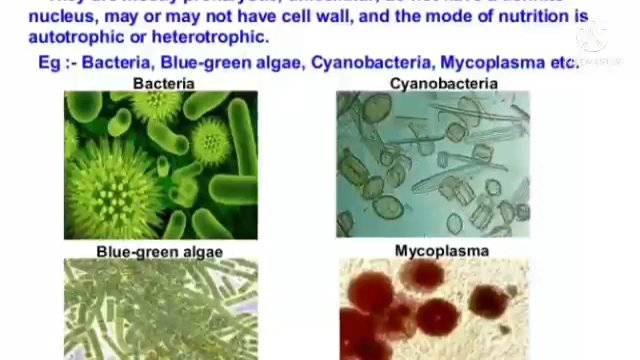 nucleus, may or may not have cell wall, and the mode of nutrition is
autotrophic or heterotrophic.
Eg :- Bacteria, Blue-green algae, Cyanobacteria, Mycoplasma etc.
Bacteria
Cyanobacteria
Blue-green algae
Mycoplasma